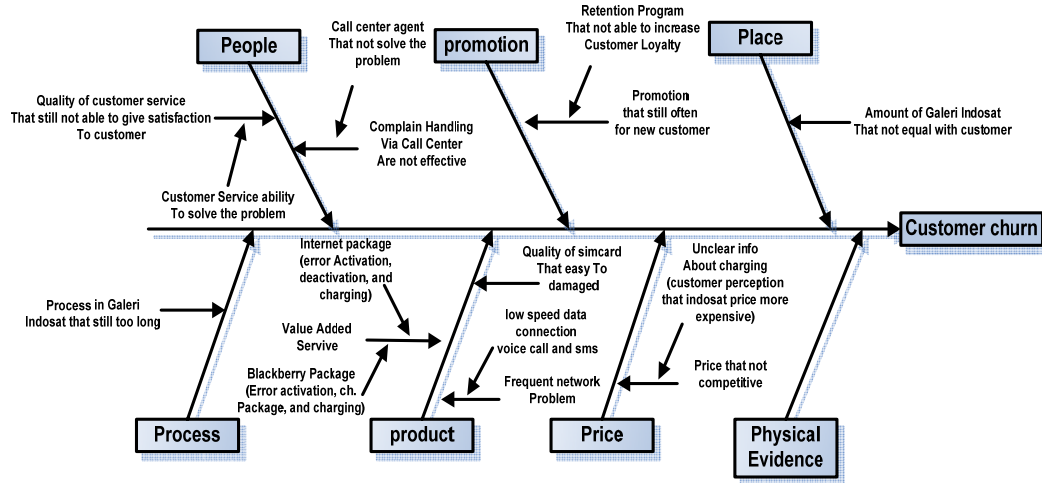 People
promotion
Place
Call center agent
That not solve the
problem
Retention Program
That not able to increase
Customer Loyalty
Quality of customer service
That still not able to give satisfaction
To customer
Complain Handling
Via Call Center
Are not effective
Promotion
that still often
for new customer
Amount of Galeri Indosat
That not equal with customer
Customer Service ability
To solve the problem
Customer churn
Internet package
(error Activation,
deactivation, and
charging)
Quality of simcard
That easy To
damaged
Unclear info
About charging
(customer perception
that indosat price more
expensive)
Process in Galeri
Indosat that still too long
Value Added
Servive
low speed data
connection
voice call and sms
Blackberry Package
(Error activation, ch.
Package, and charging)
Frequent network
Problem
Price that not
competitive
Process
product
Price
Physical
Evidence